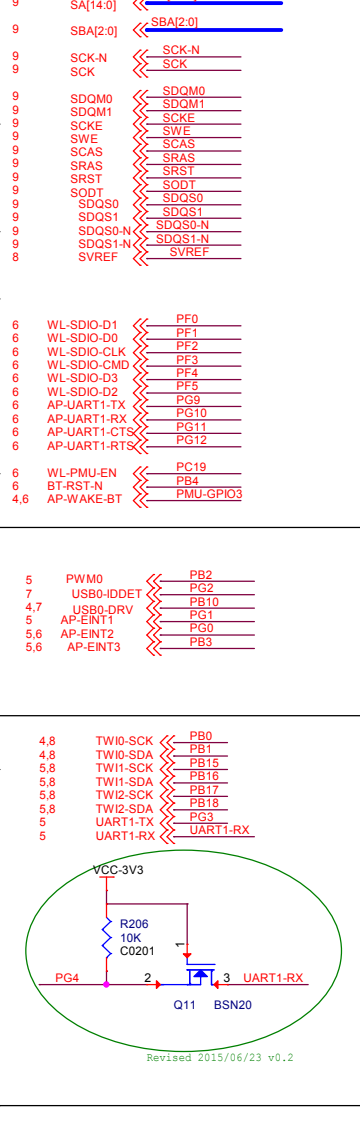 9 SA[14:0]
9 SBA[2:0] SBA[2:0]
9 SCK-N SCK-N
9 SCK SCK
9 SDQM0 SDQM0
9 SDQM1 SDQM1
9 SCKE SCKE
9 SWE SWE
9 SCAS SCAS
9 SRAS SRAS
9 SRST SRST
9 SODT SODT
9 SDQS0 SDQS0
9 SDQS1 SDQS1
9 SDQS0-N SDQS0-N
9 SDQS1-N SDQS1-N
8 SVREF SVREF
6 WL-SDIO-D1 PF0
6 WL-SDIO-D0 PF1
6 WL-SDIO-CLK PF2
6 WL-SDIO-CMD PF3
6 WL-SDIO-D3 PF4
6 WL-SDIO-D2 PF5
6 AP-UART1-TX PG9
6 AP-UART1-RX PG10
6 AP-UART1-CTS PG11
6 AP-UART1-RTS PG12
6 WL-PMU-EN PC19
6 BT-RST-N PB4
4,6 AP-WAKE-BT PMU-GPIO3
5 PWM0 PB2
7 USB0-IDDET PG2
4,7 USB0-DRV PB10
5 AP-EINT1 PG1
5,6 AP-EINT2 PG0
5,6 AP-EINT3 PB3
4,8 TWI0-SCK PB0
4,8 TWI0-SDA PB1
5,8 TWI1-SCK PB15
5,8 TWI1-SDA PB16
5,8 TWI2-SCK PB17
5,8 TWI2-SDA PB18
5 UART1-TX PG3
5 UART1-RX UART1-RX
VCC-3V3
R206
10K
C0201
1
PG4 2 3 UART1-RX
Q11 BSN20
Revised 2015/06/23 v0.2